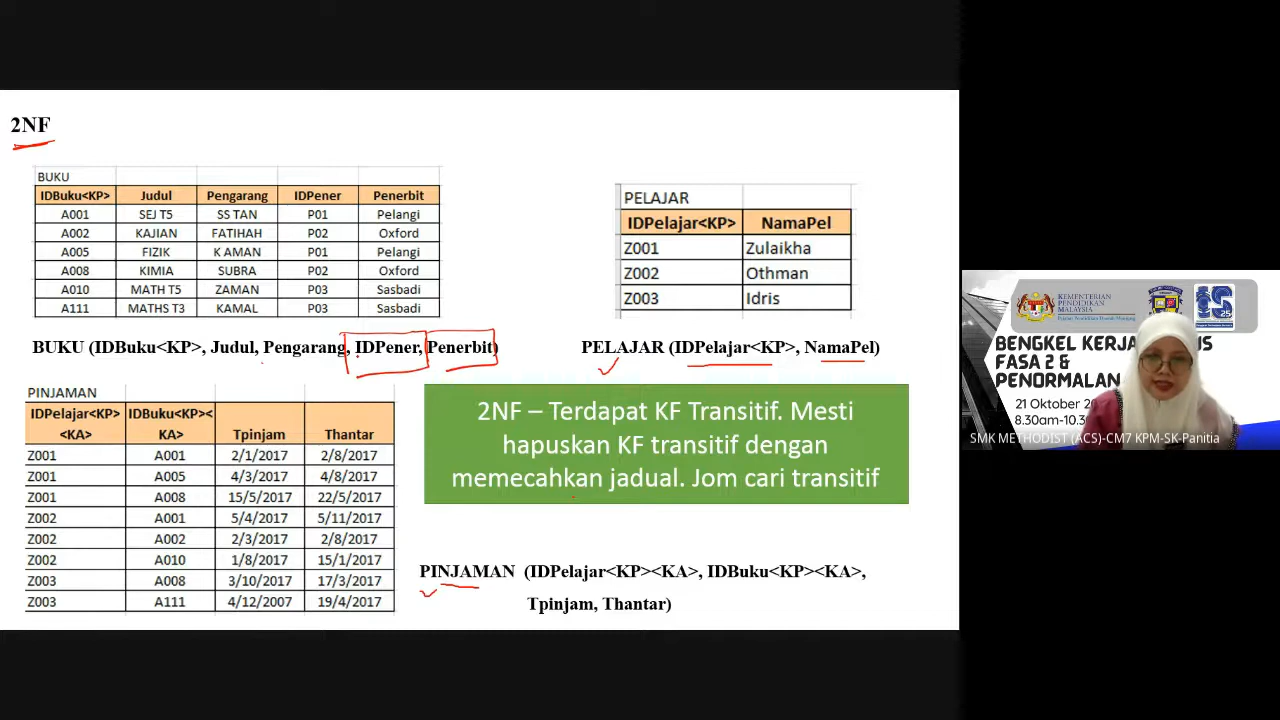 2NF
BUKU
IDBuku<KP> Judul Pengarang IDPener Penerbit
A001 SEJ T5 SS TAN P01 Pelangi
A002 KAJIAN FATIHAH P02 Oxford
A005 FIZIK K AMAN P01 Pelangi
A008 KIMIA SUBRA P02 Oxford
A010 MATH T5 ZAMAN P03 Sasbadi
A111 MATHS T3 KAMAL P03 Sasbadi
BUKU (IDBuku<KP>, Judul, Pengarang, IDPener, Penerbit)
PELAJAR
IDPelajar<KP> NamaPel
Z001 Zulaikha
Z002 Othman
Z003 Idris
PELAJAR (IDPelajar<KP>, NamaPel)
PINJAMAN
IDPelajar<KP> IDBuku<KP><
<KA> KA> Tpinjam Thantar
Z001 A001 2/1/2017 2/8/2017
Z001 A005 4/3/2017 4/8/2017
Z001 A008 15/5/2017 22/5/2017
Z002 A001 5/4/2017 5/11/2017
Z002 A002 2/3/2017 2/8/2017
Z002 A010 1/8/2017 15/1/2017
Z003 A008 3/10/2017 17/3/2017
Z003 A111 4/12/2007 19/4/2017
2NF – Terdapat KF Transitif. Mesti
hapuskan KF transitif dengan
memecahkan jadual. Jom cari transitif
PINJAMAN (IDPelajar<KP><KA>, IDBuku<KP><KA>,
Tpinjam, Thantar)
KEMENTERIAN
PENDIDIKAN
MALAYSIA
BENGKEL KERJA
FASA 2 &
PENORMALAN
21 Oktober
8.30am-10.3
SMK METHODIST (ACS)-CM7 KPM-SK-Panitia